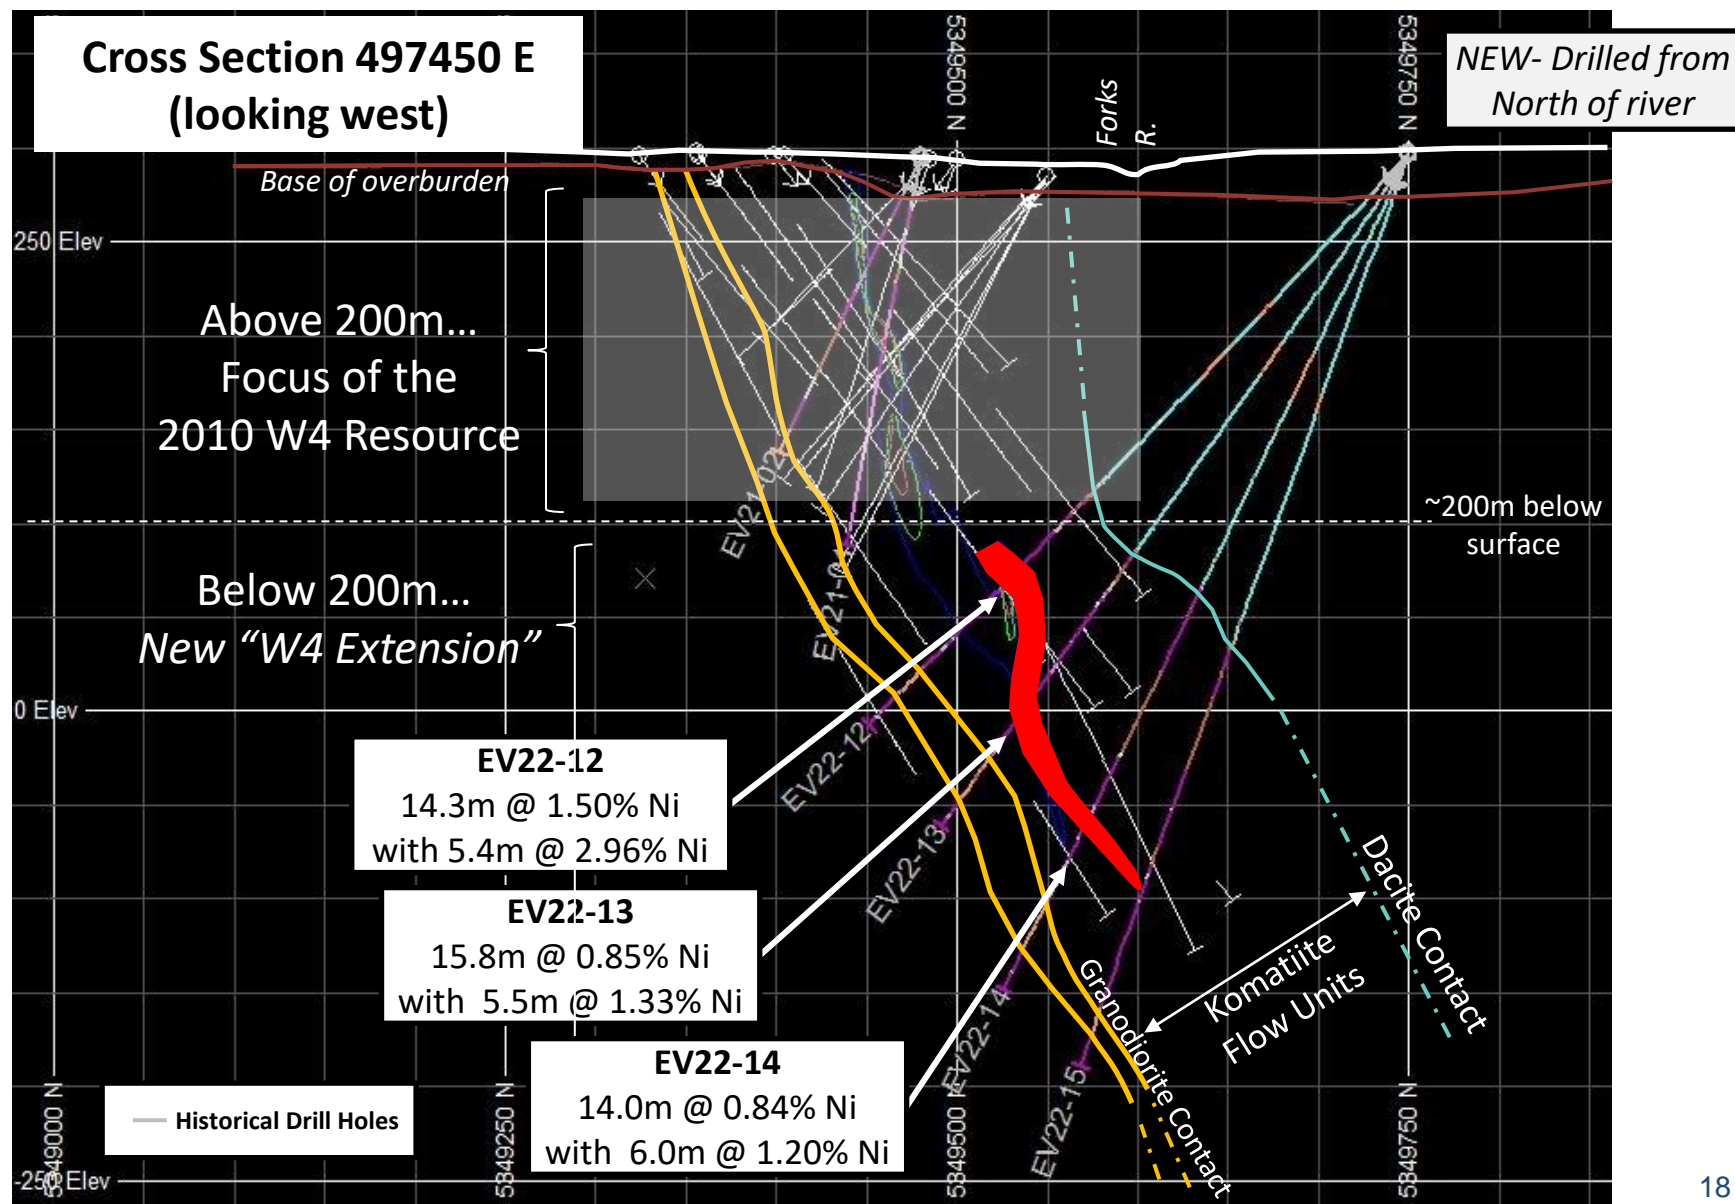 Cross Section 497450 E
(looking west)
5349500 N
5349750 N
NEW- Drilled from
North of river
Forks
R.
Base of overburden
250 Elev
Above 200m...
Focus of the
2010 W4 Resource
EV21-02
~200m below
surface
Below 200m...
New “W4 Extension”
0 Elev
EV22-12
EV22-12
14.3m @ 1.50% Ni
with 5.4m @ 2.96% Ni
EV22-13
EV22-13
15.8m @ 0.85% Ni
with 5.5m @ 1.33% Ni
Dacite Contact
Komatiite
Flow Units
Granodiorite Contact
EV22-14
EV22-14
14.0m @ 0.84% Ni
with 6.0m @ 1.20% Ni
EV22-15
Historical Drill Holes
5349000 N
5349250 N
5349500 N
5349750 N
-250 Elev
18